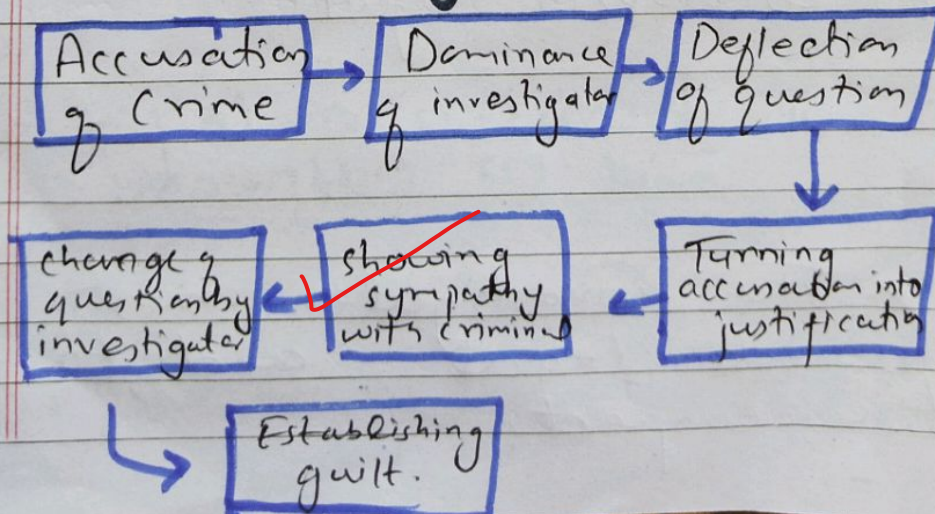 Accusation
of Crime
Dominance
of investigator
Deflection
of question
Turning
accusation into
justification
showing
sympathy
with criminal
change of
question by
investigator
Establishing
guilt.